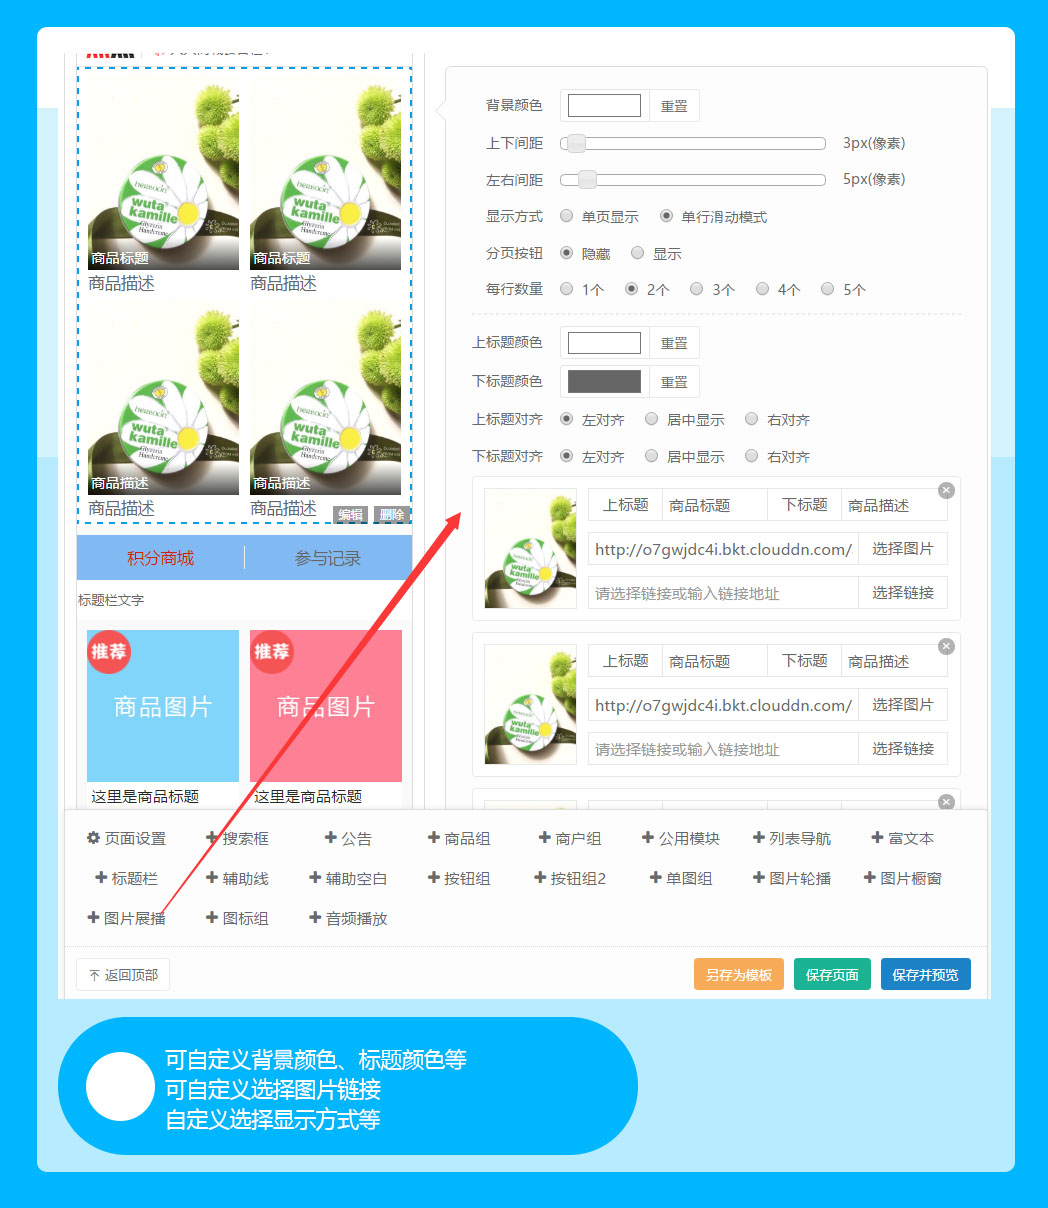 商品标题
商品标题
商品描述
商品描述
商品描述
商品描述
商品描述
商品描述
编辑
删除
herbacin
wuta
kamille
Glyzerin
Handcreme
积分商城
参与记录
标题栏文字
推荐
推荐
商品图片
商品图片
这里是商品标题
这里是商品标题
背景颜色 重置
上下间距 3px(像素)
左右间距 5px(像素)
显示方式 单页显示 单行滑动模式
分页按钮 隐藏 显示
每行数量 1个 2个 3个 4个 5个
上标题颜色 重置
下标题颜色 重置
上标题对齐 左对齐 居中显示 右对齐
下标题对齐 左对齐 居中显示 右对齐
上标题 商品标题 下标题 商品描述
http://o7gwjdc4i.bkt.clouddn.com/ 选择图片
请选择链接或输入链接地址 选择链接
上标题 商品标题 下标题 商品描述
http://o7gwjdc4i.bkt.clouddn.com/ 选择图片
请选择链接或输入链接地址 选择链接
页面设置 搜索框 公告 商品组 商户组 公用模块 列表导航 富文本
标题栏 辅助线 辅助空白 按钮组 按钮组2 单图组 图片轮播 图片橱窗
图片展播 图标组 音频播放
返回顶部 另存为模板 保存页面 保存并预览
可自定义背景颜色、标题颜色等
可自定义选择图片链接
自定义选择显示方式等